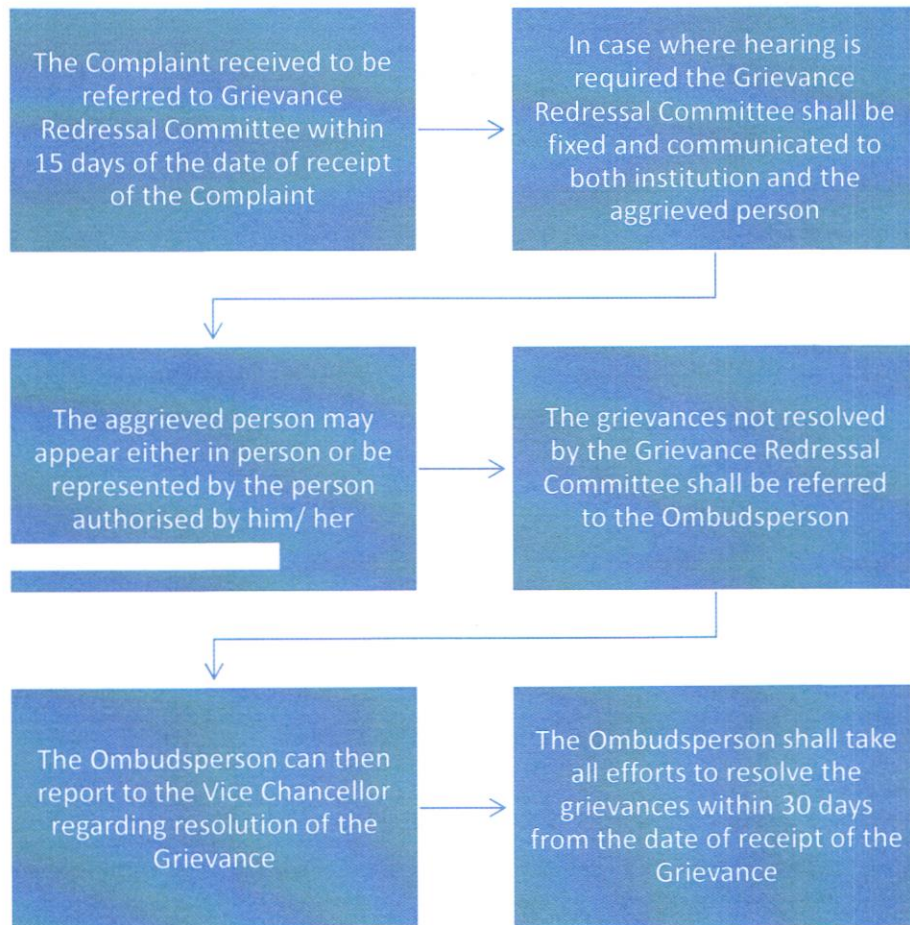 The Complaint received to be
referred to Grievance
Redressal Committee within
15 days of the date of receipt
of the Complaint
In case where hearing is
required the Grievance
Redressal Committee shall be
fixed and communicated to
both institution and the
aggrieved person
The aggrieved person may
appear either in person or be
represented by the person
authorised by him/ her
The grievances not resolved
by the Grievance Redressal
Committee shall be referred
to the Ombudsperson
The Ombudsperson can then
report to the Vice Chancellor
regarding resolution of the
Grievance
The Ombudsperson shall take
all efforts to resolve the
grievances within 30 days
from the date of receipt of the
Grievance